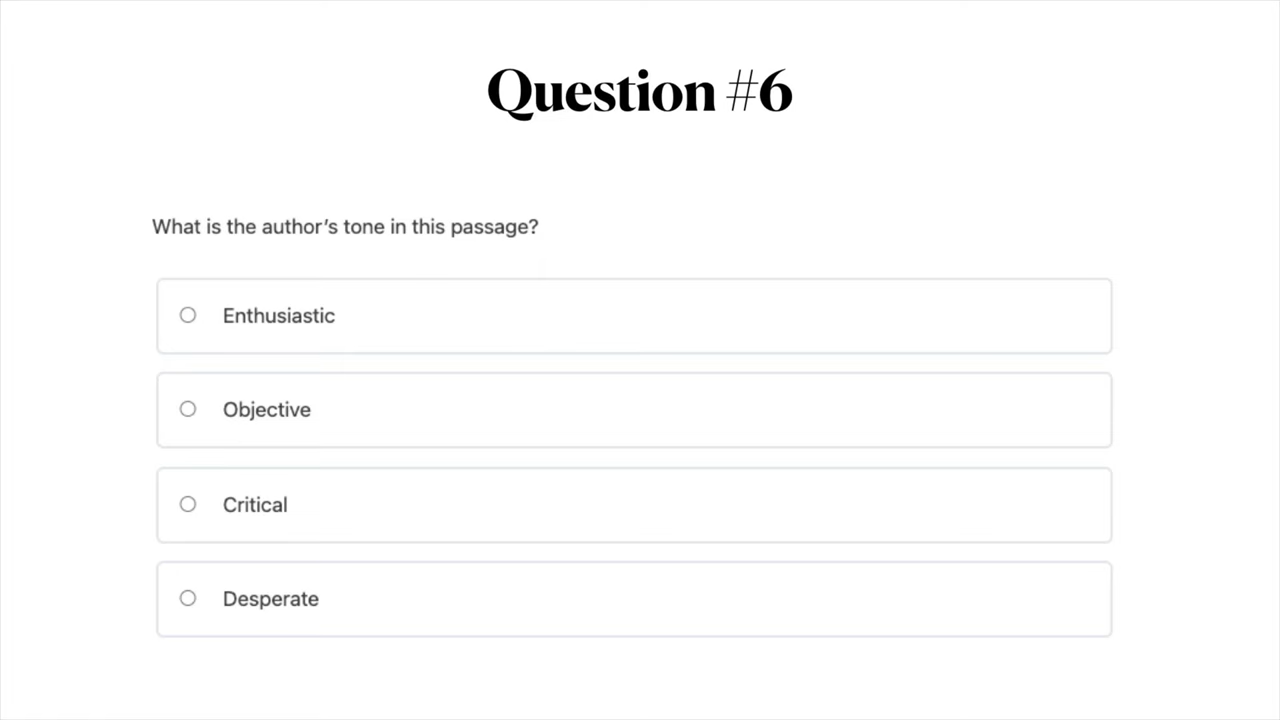 Question #6
What is the author’s tone in this passage?
Enthusiastic
Objective
Critical
Desperate